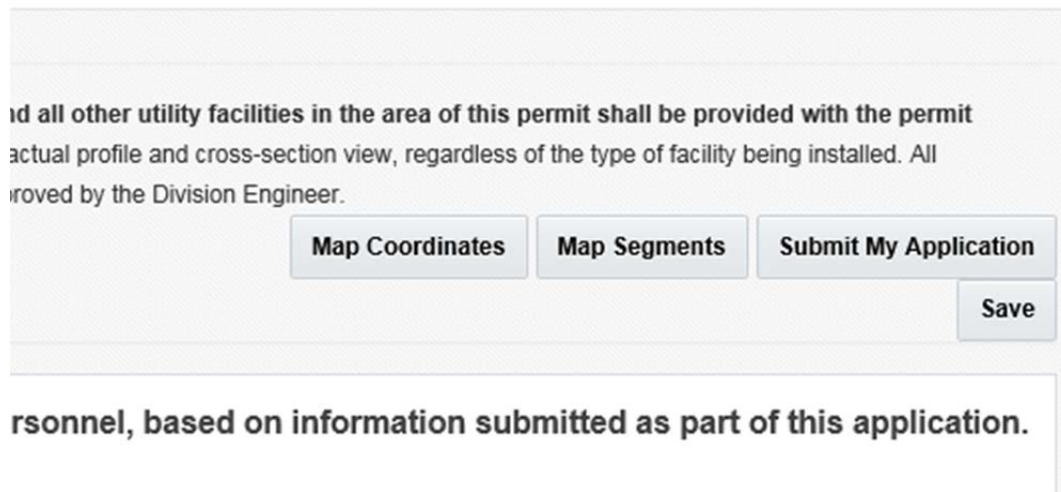 nd all other utility facilities in the area of this permit shall be provided with the permit
actual profile and cross-section view, regardless of the type of facility being installed. All
roved by the Division Engineer.
Map Coordinates Map Segments Submit My Application
Save
rsonnel, based on information submitted as part of this application.